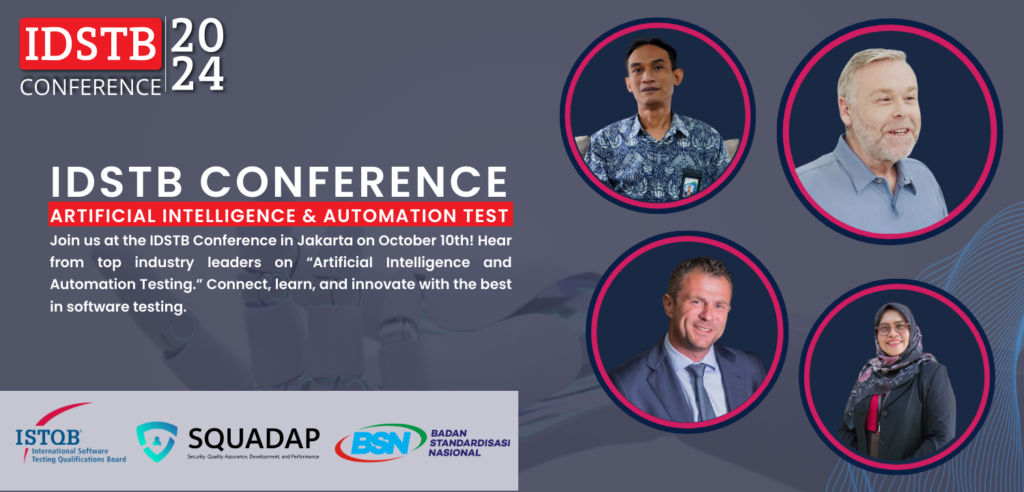 IDSTB
CONFERENCE
20
24
IDSTB CONFERENCE
ARTIFICIAL INTELLIGENCE & AUTOMATION TEST
Join us at the IDSTB Conference in Jakarta on October 10th! Hear
from top industry leaders on “Artificial Intelligence and
Automation Testing.” Connect, learn, and innovate with the best
in software testing.
ISTQB®
International Software
Testing Qualifications Board
SQUADAP
Security, Quality Assurance, Development, and Performance
BSN
BADAN
STANDARDISASI
NASIONAL